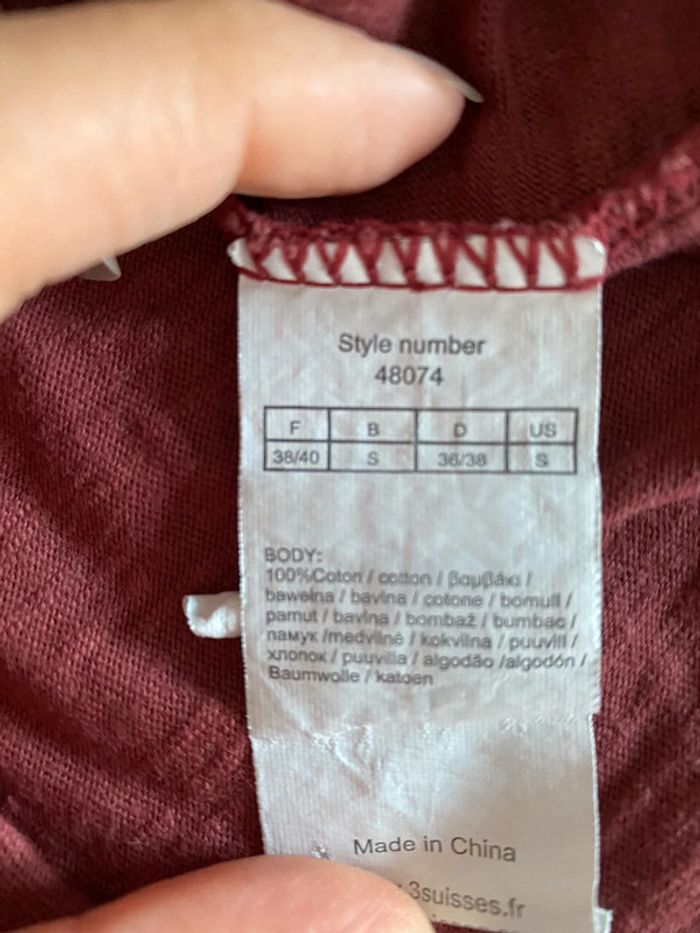 Style number
48074
F B D US
38/40 S 36/38 S
BODY:
100%Coton / cotton / βαμβάκι /
bawełna / bavlna / cotone / bomull /
pamut / bavlna / bombaž / bumbac /
памук /medvilnė / kokvilna / puuvill /
хлопок / puuvilla / algodão /algodón /
Baumwolle / katoen
Made in China
3suisses.fr